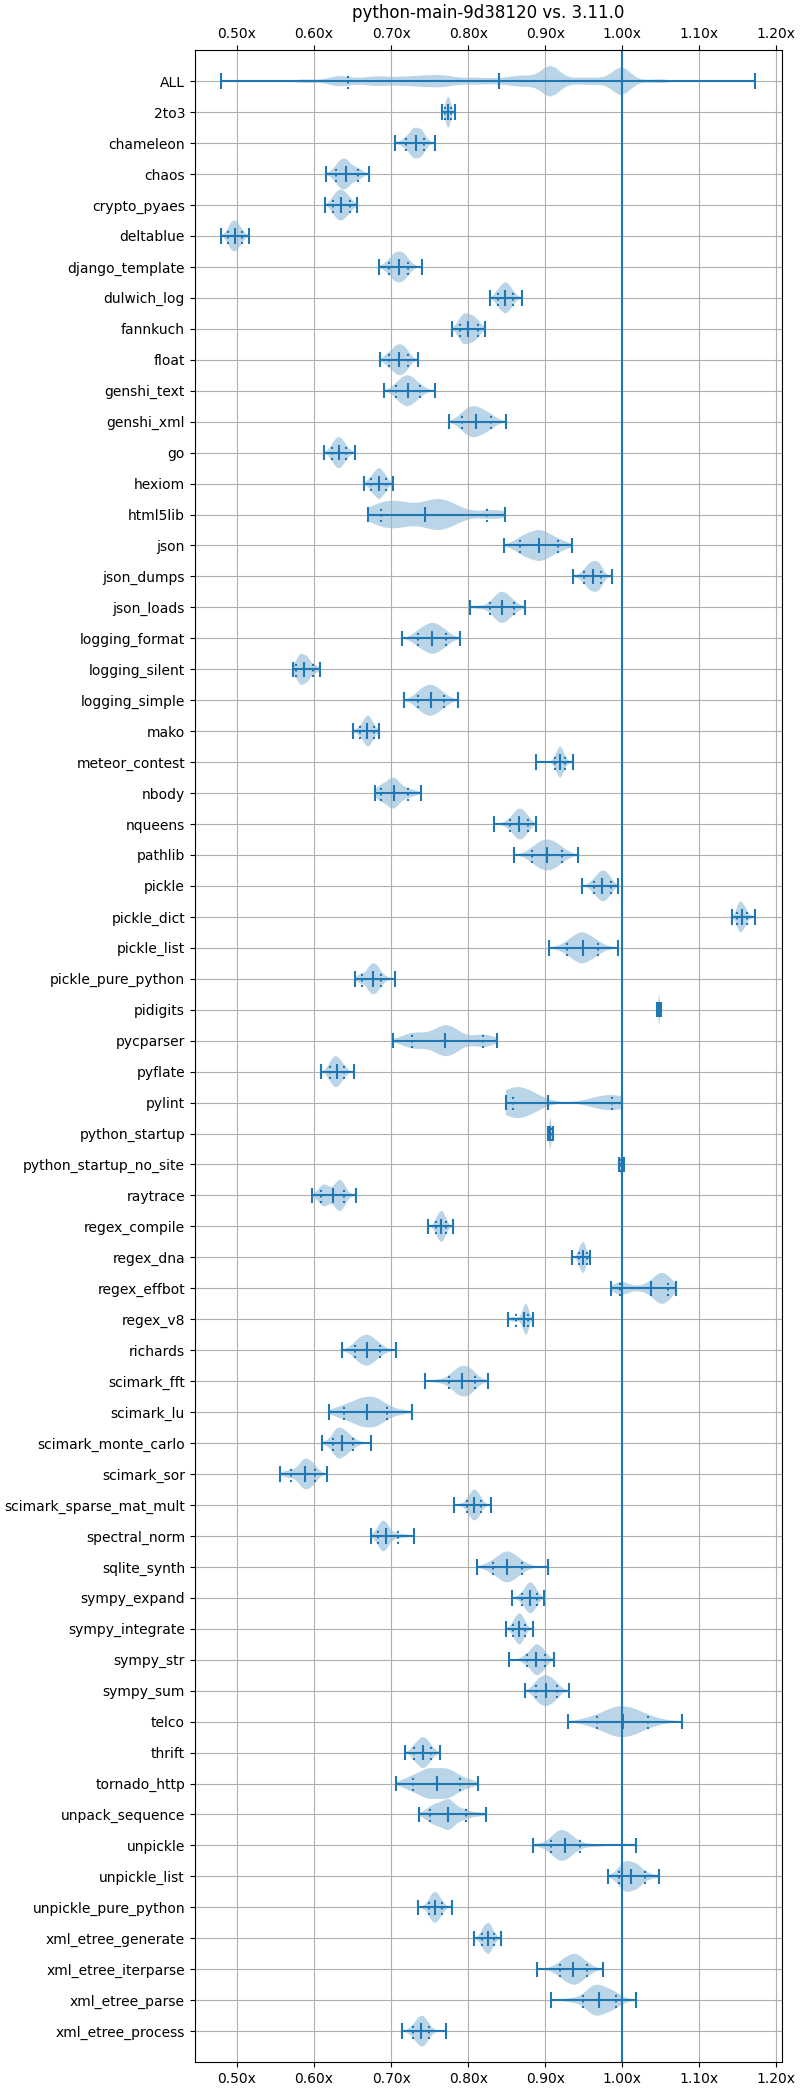 python-main-9d38120 vs. 3.11.0
0.50x 0.60x 0.70x 0.80x 0.90x 1.00x 1.10x 1.20x
ALL
2to3
chameleon
chaos
crypto_pyaes
deltablue
django_template
dulwich_log
fannkuch
float
genshi_text
genshi_xml
go
hexiom
html5lib
json
json_dumps
json_loads
logging_format
logging_silent
logging_simple
mako
meteor_contest
nbody
nqueens
pathlib
pickle
pickle_dict
pickle_list
pickle_pure_python
pidigits
pycparser
pyflate
pylint
python_startup
python_startup_no_site
raytrace
regex_compile
regex_dna
regex_effbot
regex_v8
richards
scimark_fft
scimark_lu
scimark_monte_carlo
scimark_sor
scimark_sparse_mat_mult
spectral_norm
sqlite_synth
sympy_expand
sympy_integrate
sympy_str
sympy_sum
telco
thrift
tornado_http
unpack_sequence
unpickle
unpickle_list
unpickle_pure_python
xml_etree_generate
xml_etree_iterparse
xml_etree_parse
xml_etree_process
0.50x 0.60x 0.70x 0.80x 0.90x 1.00x 1.10x 1.20x